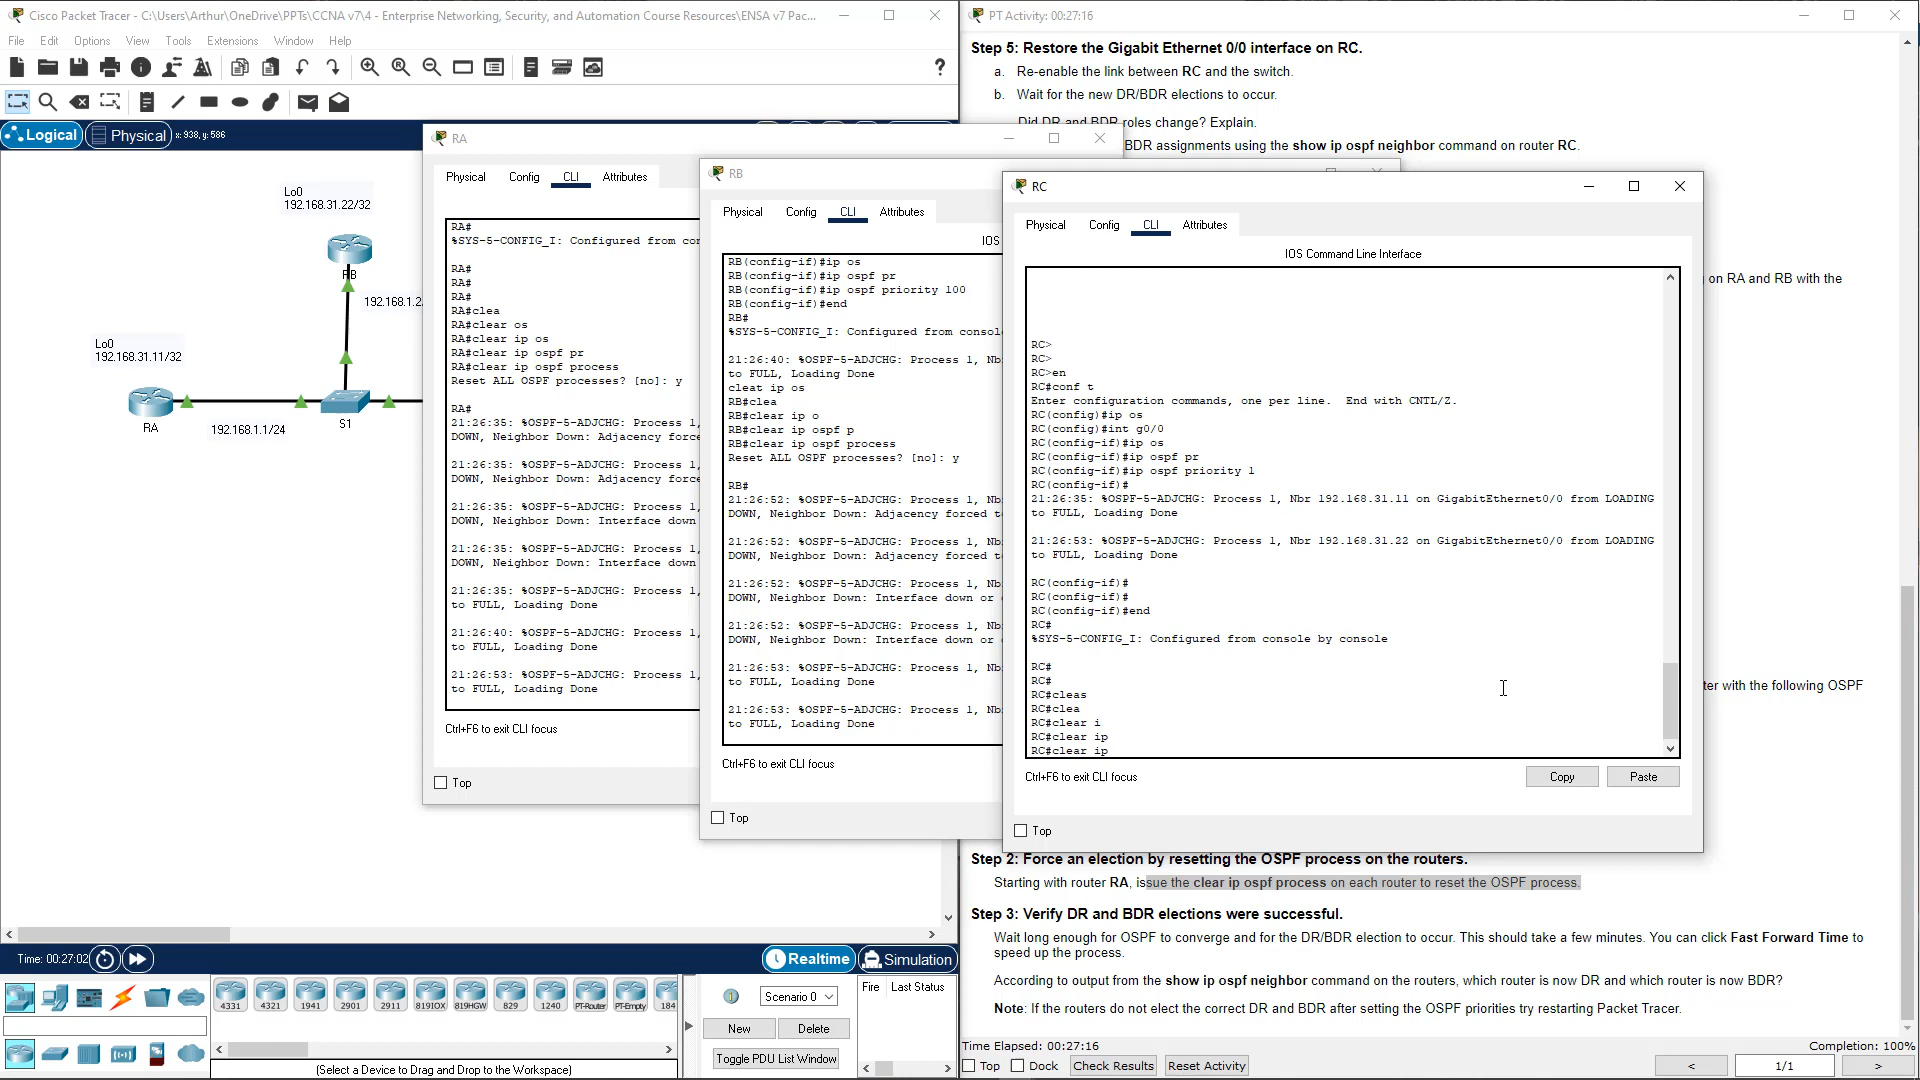 Cisco Packet Tracer - C:\Users\Arthur\OneDrive\PPTs\CCNA v7\4 - Enterprise Networking, Security, and Automation Course Resources\ENSA v7 Pac...
File Edit Options View Tools Extensions Window Help
Logical
Physical
x: 938, y: 586
Lo0
192.168.31.22/32
RB
192.168.1.2
Lo0
192.168.31.11/32
RA
192.168.1.1/24
S1
RA
Physical Config CLI Attributes
RA#
%SYS-5-CONFIG_I: Configured from con
RA#
RA#
RA#
RA#clea
RA#clear os
RA#clear ip os
RA#clear ip ospf pr
RA#clear ip ospf process
Reset ALL OSPF processes? [no]: y
RA#
21:26:35: %OSPF-5-ADJCHG: Process 1,
DOWN, Neighbor Down: Adjacency force
21:26:35: %OSPF-5-ADJCHG: Process 1,
DOWN, Neighbor Down: Adjacency force
21:26:35: %OSPF-5-ADJCHG: Process 1,
DOWN, Neighbor Down: Interface down
21:26:35: %OSPF-5-ADJCHG: Process 1,
DOWN, Neighbor Down: Interface down
21:26:35: %OSPF-5-ADJCHG: Process 1,
to FULL, Loading Done
21:26:40: %OSPF-5-ADJCHG: Process 1,
to FULL, Loading Done
21:26:53: %OSPF-5-ADJCHG: Process 1,
to FULL, Loading Done
Ctrl+F6 to exit CLI focus
Top
RB
Physical Config CLI Attributes
IOS
RB(config-if)#ip os
RB(config-if)#ip ospf pr
RB(config-if)#ip ospf priority 100
RB(config-if)#end
RB#
%SYS-5-CONFIG_I: Configured from consol
21:26:40: %OSPF-5-ADJCHG: Process 1, Nb
to FULL, Loading Done
cleat ip os
RB#clea
RB#clear ip o
RB#clear ip ospf p
RB#clear ip ospf process
Reset ALL OSPF processes? [no]: y
RB#
21:26:52: %OSPF-5-ADJCHG: Process 1, Nb
DOWN, Neighbor Down: Adjacency forced t
21:26:52: %OSPF-5-ADJCHG: Process 1, Nb
DOWN, Neighbor Down: Adjacency forced t
21:26:52: %OSPF-5-ADJCHG: Process 1, Nb
DOWN, Neighbor Down: Interface down or
21:26:52: %OSPF-5-ADJCHG: Process 1, Nb
DOWN, Neighbor Down: Interface down or
21:26:53: %OSPF-5-ADJCHG: Process 1, Nb
to FULL, Loading Done
21:26:53: %OSPF-5-ADJCHG: Process 1, Nb
to FULL, Loading Done
Ctrl+F6 to exit CLI focus
Top
RC
Physical Config CLI Attributes
IOS Command Line Interface
RC>
RC>
RC>en
RC#conf t
Enter configuration commands, one per line. End with CNTL/Z.
RC(config)#ip os
RC(config)#int g0/0
RC(config-if)#ip os
RC(config-if)#ip ospf pr
RC(config-if)#ip ospf priority 1
RC(config-if)#
21:26:35: %OSPF-5-ADJCHG: Process 1, Nbr 192.168.31.11 on GigabitEthernet0/0 from LOADING
to FULL, Loading Done
21:26:53: %OSPF-5-ADJCHG: Process 1, Nbr 192.168.31.22 on GigabitEthernet0/0 from LOADING
to FULL, Loading Done
RC(config-if)#
RC(config-if)#
RC(config-if)#end
RC#
%SYS-5-CONFIG_I: Configured from console by console
RC#
RC#
RC#cleas
RC#clea
RC#clear i
RC#clear ip
RC#clear ip
Ctrl+F6 to exit CLI focus
Copy Paste
Top
PT Activity: 00:27:16
Step 5: Restore the Gigabit Ethernet 0/0 interface on RC.
a. Re-enable the link between RC and the switch.
b. Wait for the new DR/BDR elections to occur.
Did DR and BDR roles change? Explain.
BDR assignments using the show ip ospf neighbor command on router RC.
on RA and RB with the
ter with the following OSPF
Step 2: Force an election by resetting the OSPF process on the routers.
Starting with router RA, issue the clear ip ospf process on each router to reset the OSPF process.
Step 3: Verify DR and BDR elections were successful.
Wait long enough for OSPF to converge and for the DR/BDR election to occur. This should take a few minutes. You can click Fast Forward Time to
speed up the process.
According to output from the show ip ospf neighbor command on the routers, which router is now DR and which router is now BDR?
Note: If the routers do not elect the correct DR and BDR after setting the OSPF priorities try restarting Packet Tracer.
Time Elapsed: 00:27:16
Completion: 100%
Top Dock Check Results Reset Activity
< 1/1 >
Time: 00:27:02
Realtime Simulation
4331 4321 1941 2901 2911 819IOX 819HGW 829 1240 PT-Router PT-Empty 184
(Select a Device to Drag and Drop to the Workspace)
Scenario 0
New Delete
Toggle PDU List Window
Fire Last Status